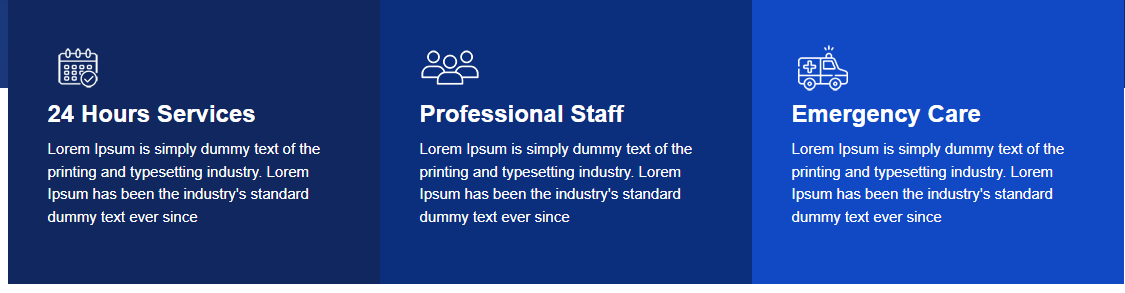 24 Hours Services
Lorem Ipsum is simply dummy text of the
printing and typesetting industry. Lorem
Ipsum has been the industry's standard
dummy text ever since
Professional Staff
Lorem Ipsum is simply dummy text of the
printing and typesetting industry. Lorem
Ipsum has been the industry's standard
dummy text ever since
Emergency Care
Lorem Ipsum is simply dummy text of the
printing and typesetting industry. Lorem
Ipsum has been the industry's standard
dummy text ever since